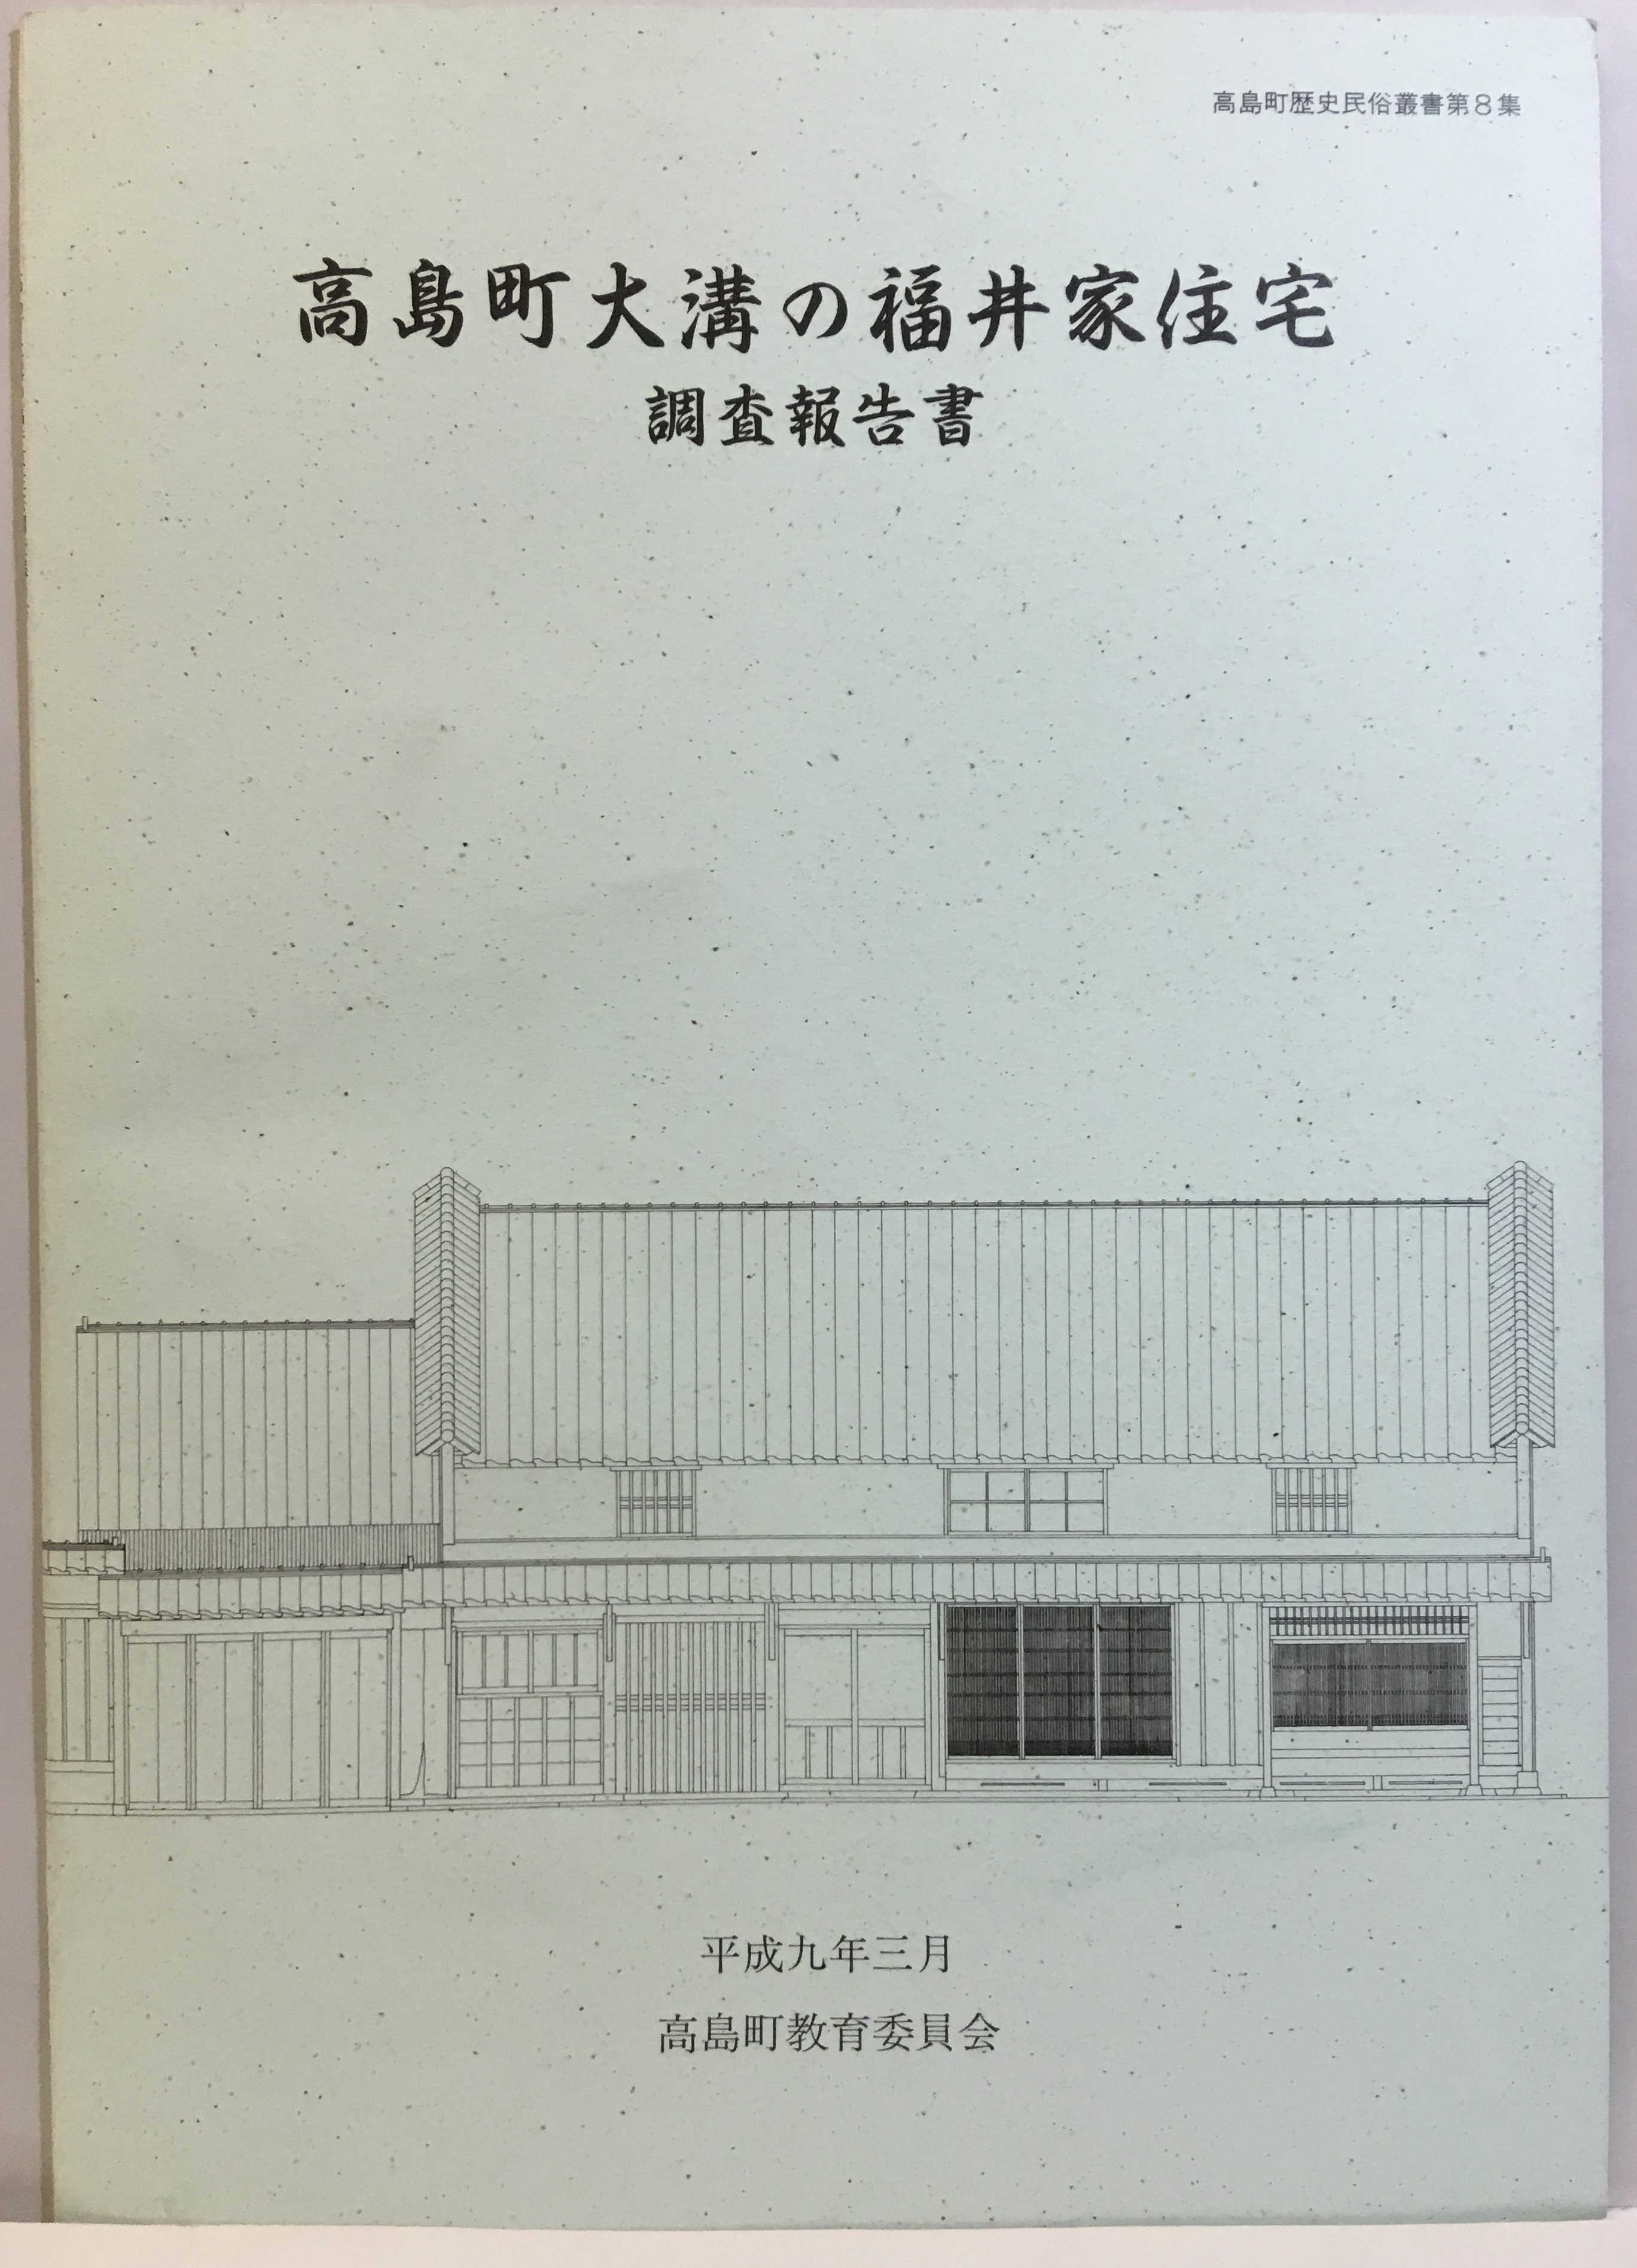 高島町歴史民俗叢書第8集
高島町大溝の福井家住宅
調査報告書
平成九年三月
高島町教育委員会